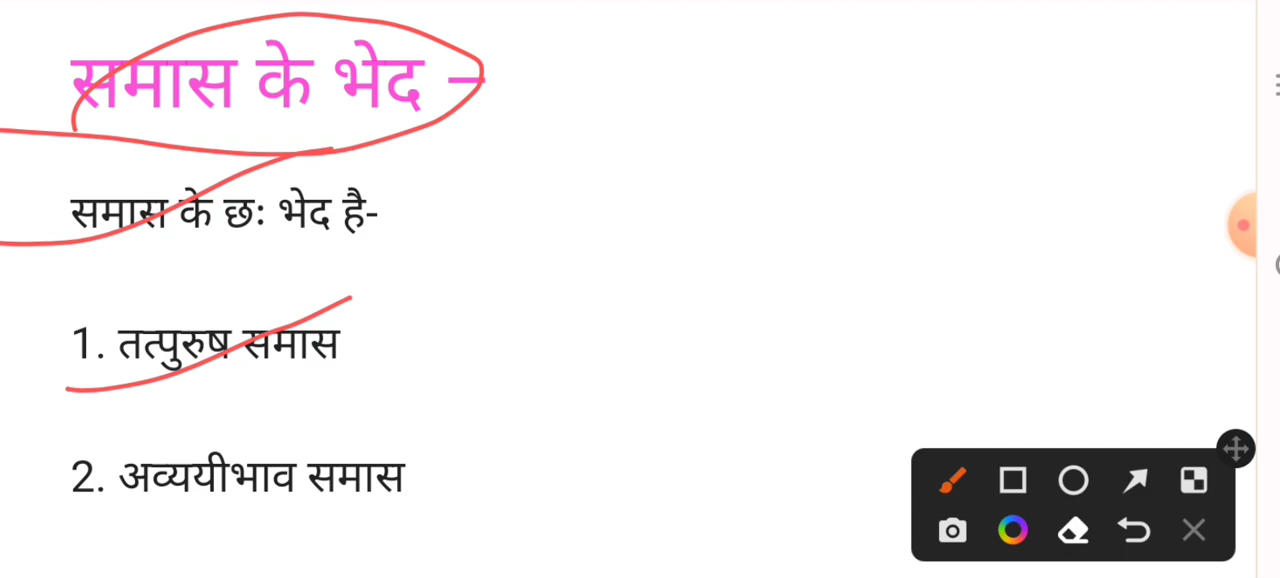 समास के भेद –
समास के छः भेद है-
1. तत्पुरुष समास
2. अव्ययीभाव समास